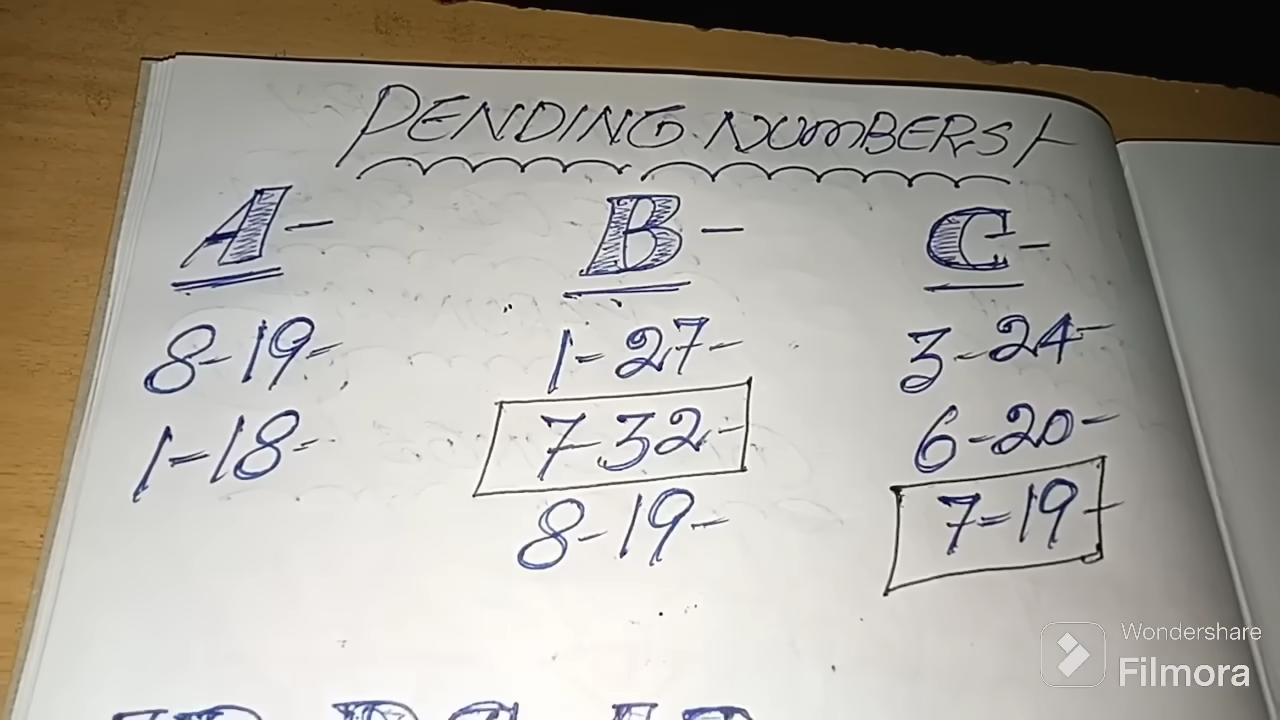 PENDING NUMBERS/-
A- B- C-
8-19- 1-27- 3-24-
1-18- 7-32- 6-20-
8-19- 7-19-
Wondershare
Filmora